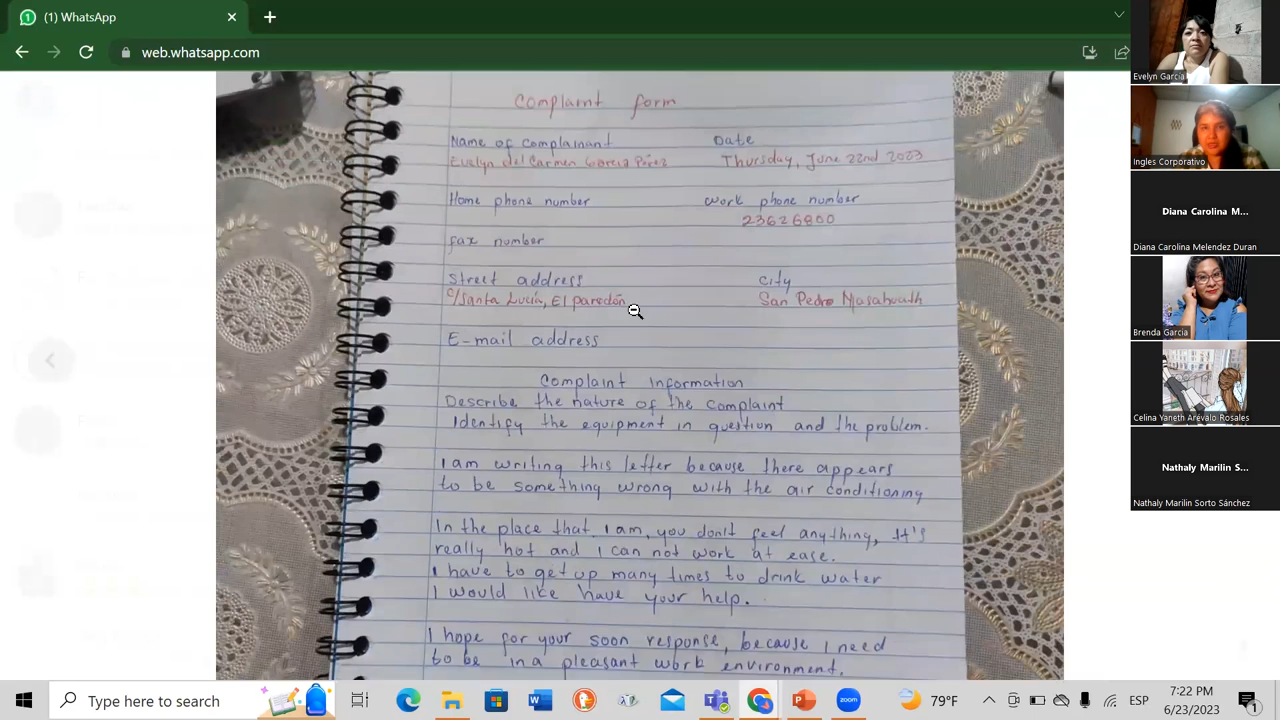 (1) WhatsApp
web.whatsapp.com
Complaint form
Name of complainant Date
Evelyn del Carmen Garcia Pérez Thursday, June 22nd 2023
Home phone number Work phone number
23626800
Fax number
Street address City
c/Santa Lucía, El paredón San Pedro Masahuath
E-mail address
Complaint Information
Describe the nature of the complaint
the equipment in question and the problem.
I am writing this letter because there appears
to be something wrong with the air conditioning
In the place that I am, you don't feel anything, It's
really hot and I can not work at ease.
I have to get up many times to drink water
I would like have your help.
I hope for your soon response, because I need
to be in a pleasant work environment.
Evelyn García
Ingles Corporativo
Diana Carolina M...
Diana Carolina Melendez Duran
Brenda Garcia
Celina Yaneth Arévalo Rosales
Nathaly Marilin S...
Nathaly Marilin Sorto Sánchez
Type here to search
79°F
ESP
7:22 PM
6/23/2023